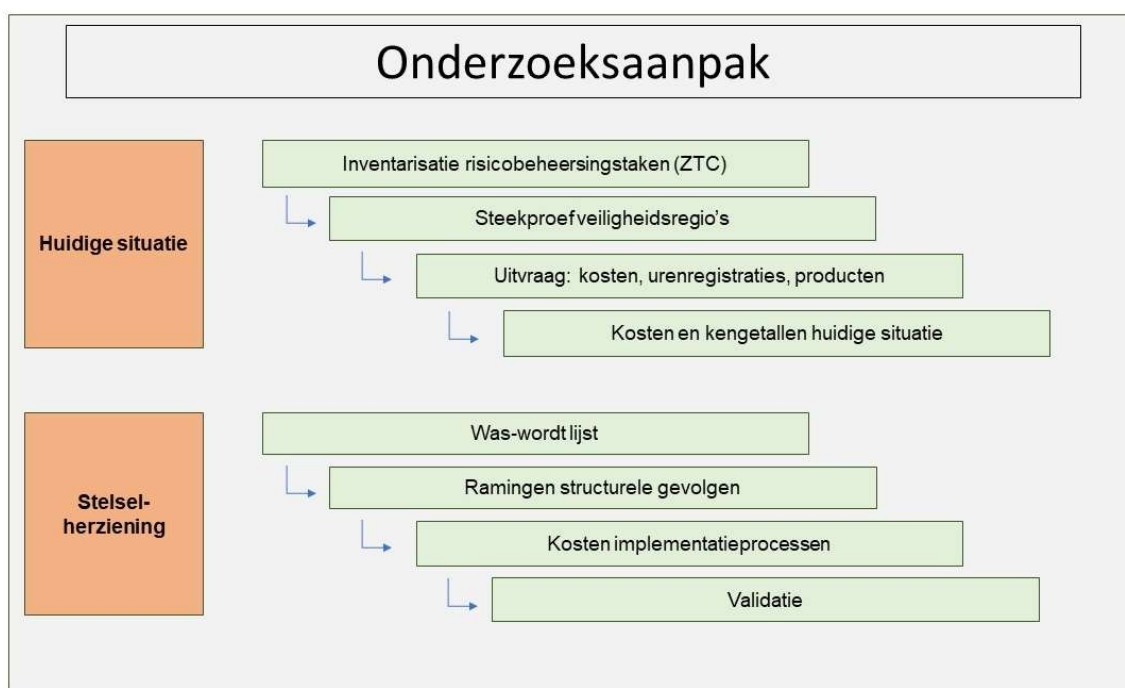 Onderzoeksaanpak
Huidige situatie
Inventarisatie risicobeheersingstaken (ZTC)
Steekproef veiligheidsregio's
Uitvraag: kosten, urenregistraties, producten
Kosten en kengetallen huidige situatie
Stelsel-
herziening
Was-wordt lijst
Ramingen structurele gevolgen
Kosten implementatieprocessen
Validatie